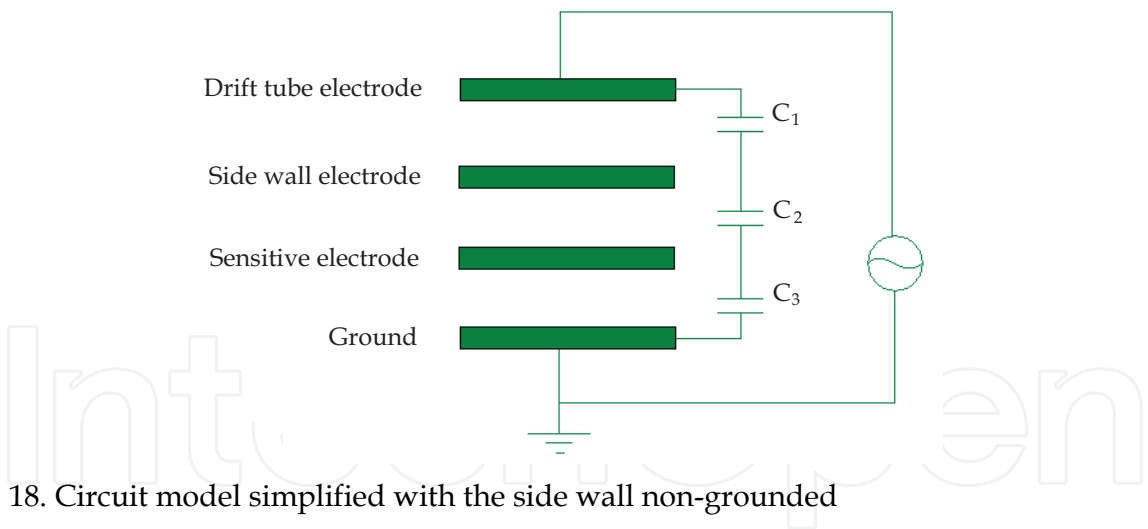 Drift tube electrode
C₁
Side wall electrode
C₂
Sensitive electrode
C₃
Ground
18. Circuit model simplified with the side wall non-grounded